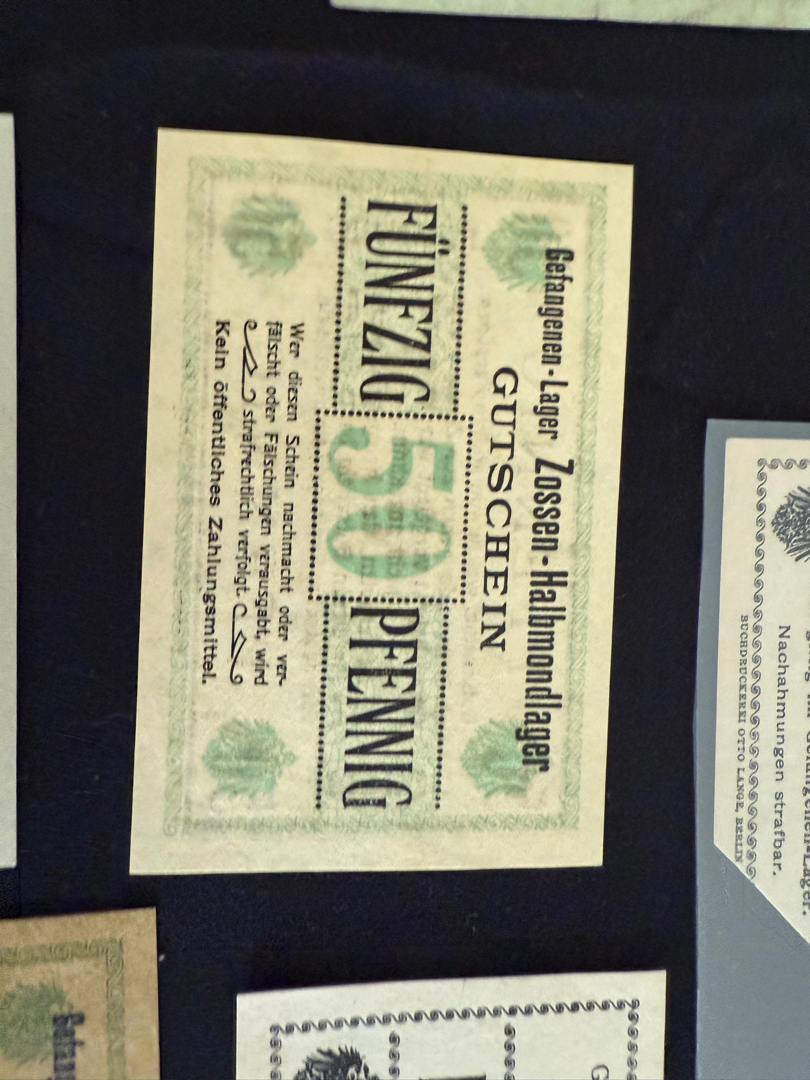 Gefangenen-Lager Zossen-Halbmondlager
GUTSCHEIN
FÜNFZIG 50 PFENNIG
Wer diesen Schein nachmacht oder ver-
fälscht oder Fälschungen verausgabt, wird
strafrechtlich verfolgt.
Kein öffentliches Zahlungsmittel.
Nachahmungen strafbar.
BUCHDRUCKEREI OTTO LANGE, BERLIN